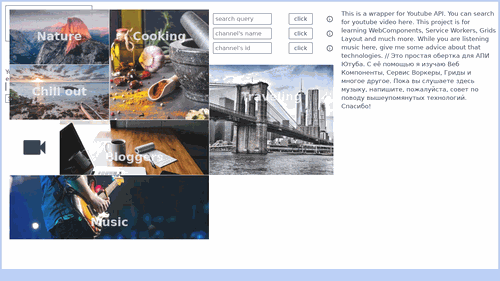 Nature
Cooking
search query
click
channel's name
click
channel's id
click
This is a wrapper for Youtube API. You can search
for youtube video here. This project is for
learning WebComponents, Service Workers, Grids
Layout and much more. While you are listening
music here, give me some advice about that
technologies. // Это простая обертка для АПИ
Ютуба. С её помощью я изучаю Веб
Компоненты, Сервис Воркеры, Гриды и
многое другое. Пока вы слушаете здесь
музыку, напишите, пожалуйста, совет по
поводу вышеупомянутых технологий.
Спасибо!
Chill out
Traveling
Bloggers
Music